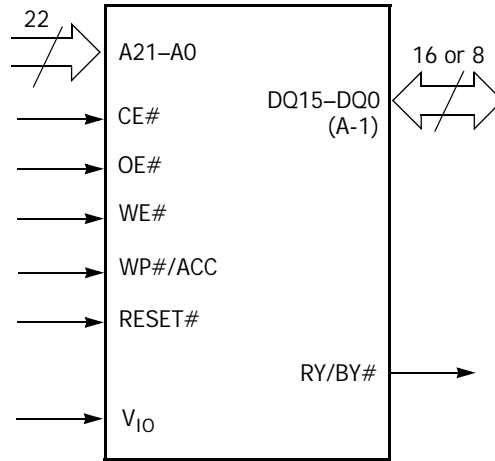 22
A21–A0
16 or 8
DQ15–DQ0
(A-1)
CE#
OE#
WE#
WP#/ACC
RESET#
RY/BY#
VIO